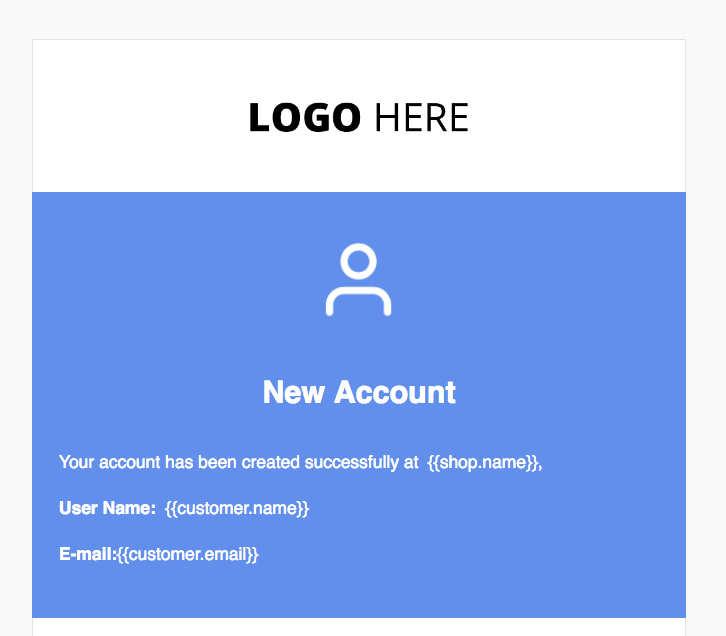 LOGO HERE
New Account
Your account has been created successfully at  {{shop.name}},
User Name:  {{customer.name}}
E-mail:{{customer.email}}